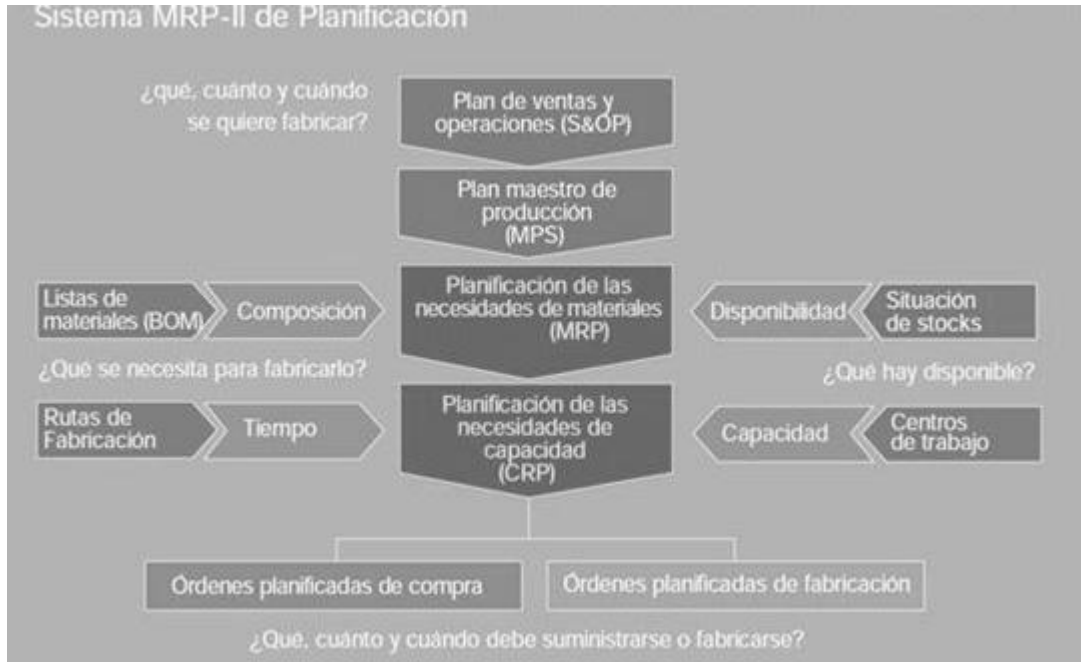 Sistema MRP-II de Planificación
¿qué, cuánto y cuándo
se quiere fabricar?
Plan de ventas y
operaciones (S&OP)
Plan maestro de
producción
(MPS)
Listas de
materiales (BOM)
Composición
Planificación de las
necesidades de materiales
(MRP)
Disponibilidad
Situación
de stocks
¿Qué se necesita para fabricarlo?
¿Qué hay disponible?
Rutas de
Fabricación
Tiempo
Planificación de las
necesidades de
capacidad
(CRP)
Capacidad
Centros
de trabajo
Órdenes planificadas de compra
Órdenes planificadas de fabricación
¿Qué, cuánto y cuándo debe suministrarse o fabricarse?